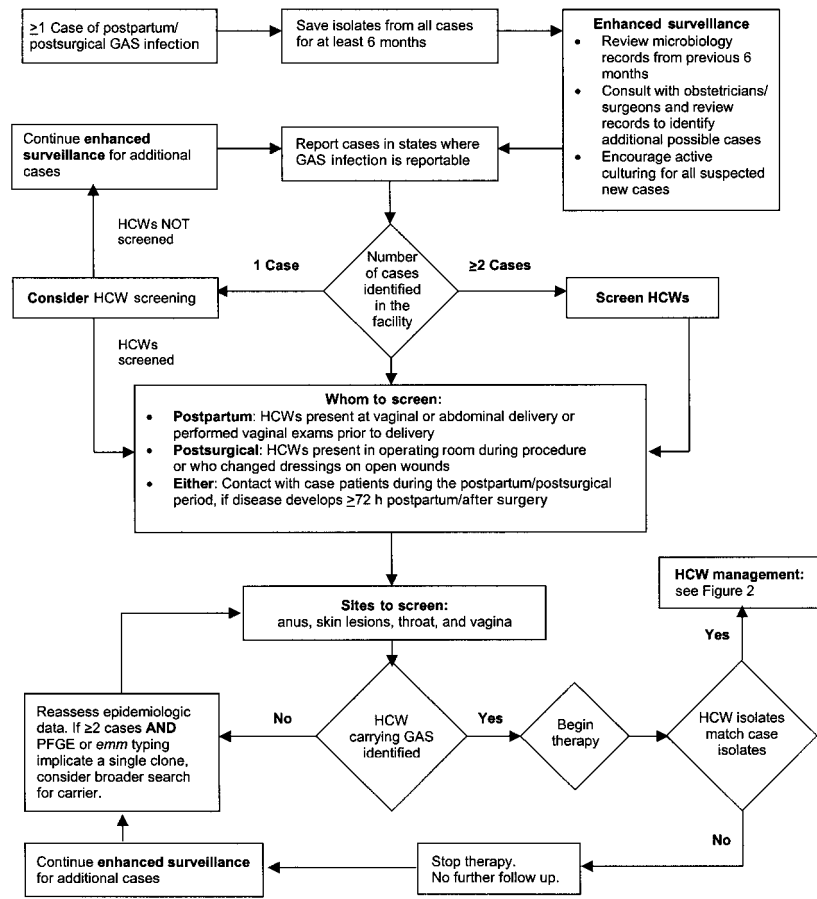 ≥1 Case of postpartum/
postsurgical GAS infection
Save isolates from all cases
for at least 6 months
Enhanced surveillance
• Review microbiology
records from previous 6
months
• Consult with obstetricians/
surgeons and review
records to identify
additional possible cases
• Encourage active
culturing for all suspected
new cases
Continue enhanced
surveillance for additional
cases
Report cases in states where
GAS infection is reportable
HCWs NOT
screened
1 Case
Number
of cases
identified
in the
facility
≥2 Cases
Consider HCW screening
Screen HCWs
HCWs
screened
Whom to screen:
• Postpartum: HCWs present at vaginal or abdominal delivery or
performed vaginal exams prior to delivery
• Postsurgical: HCWs present in operating room during procedure
or who changed dressings on open wounds
• Either: Contact with case patients during the postpartum/postsurgical
period, if disease develops ≥72 h postpartum/after surgery
HCW management:
see Figure 2
Sites to screen:
anus, skin lesions, throat, and vagina
Yes
Reassess epidemiologic
data. If ≥2 cases AND
PFGE or emm typing
implicate a single clone,
consider broader search
for carrier.
No
HCW
carrying GAS
identified
Yes
Begin
therapy
HCW isolates
match case
isolates
No
Continue enhanced surveillance
for additional cases
Stop therapy.
No further follow up.